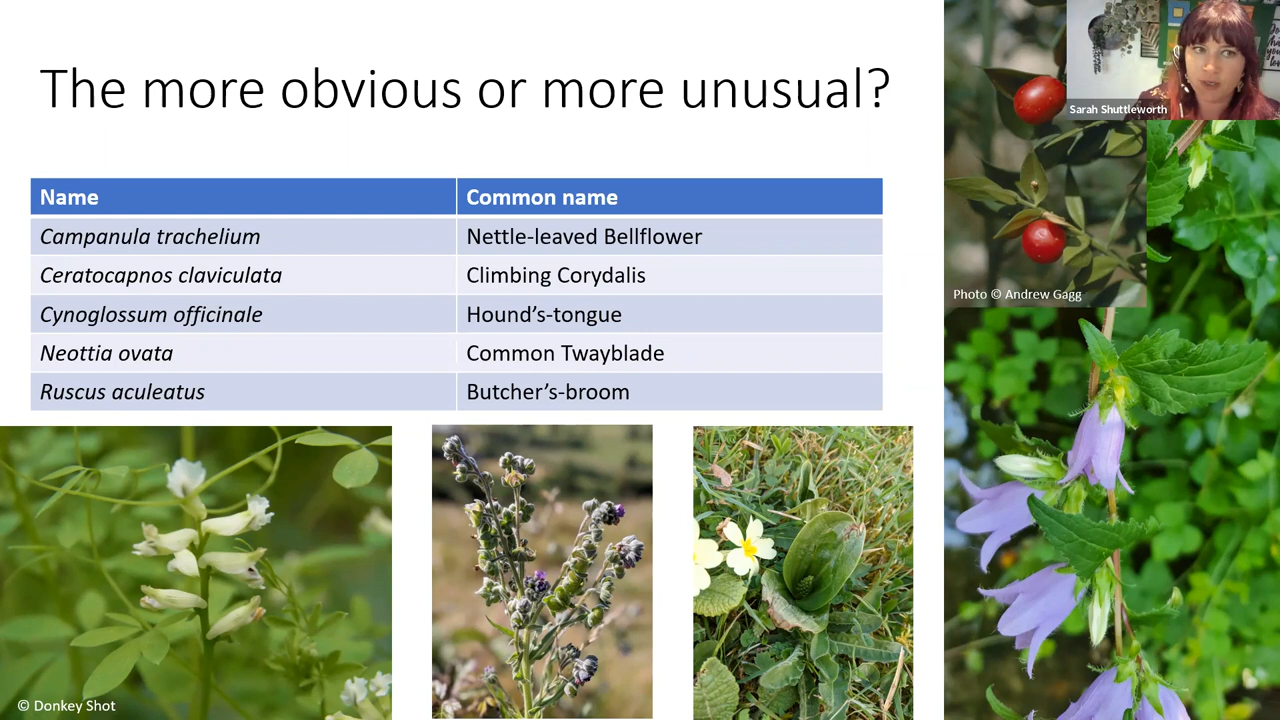 The more obvious or more unusual?
Sarah Shuttleworth
Name Common name
Campanula trachelium Nettle-leaved Bellflower
Ceratocapnos claviculata Climbing Corydalis
Cynoglossum officinale Hound’s-tongue
Neottia ovata Common Twayblade
Ruscus aculeatus Butcher’s-broom
Photo © Andrew Gagg
© Donkey Shot